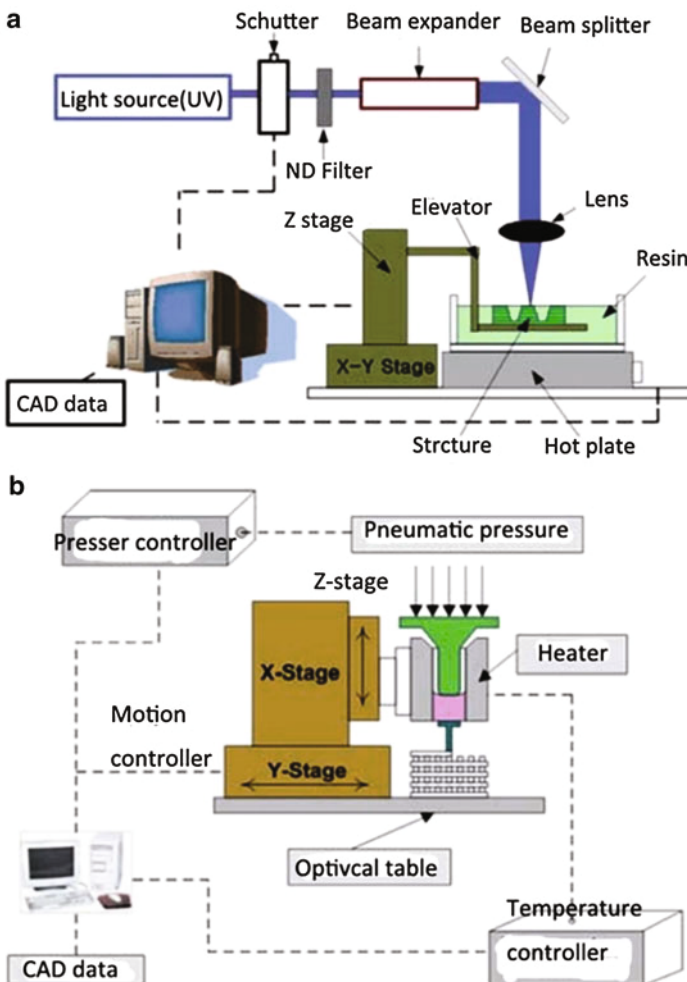 a
Schutter
Beam expander
Beam splitter
Light source(UV)
ND Filter
Z stage
Elevator
Lens
Resin
X-Y Stage
CAD data
Strcture
Hot plate
b
Presser controller
Pneumatic pressure
Z-stage
X-Stage
Heater
Motion
controller
Y-Stage
Optivcal table
Temperature
controller
CAD data